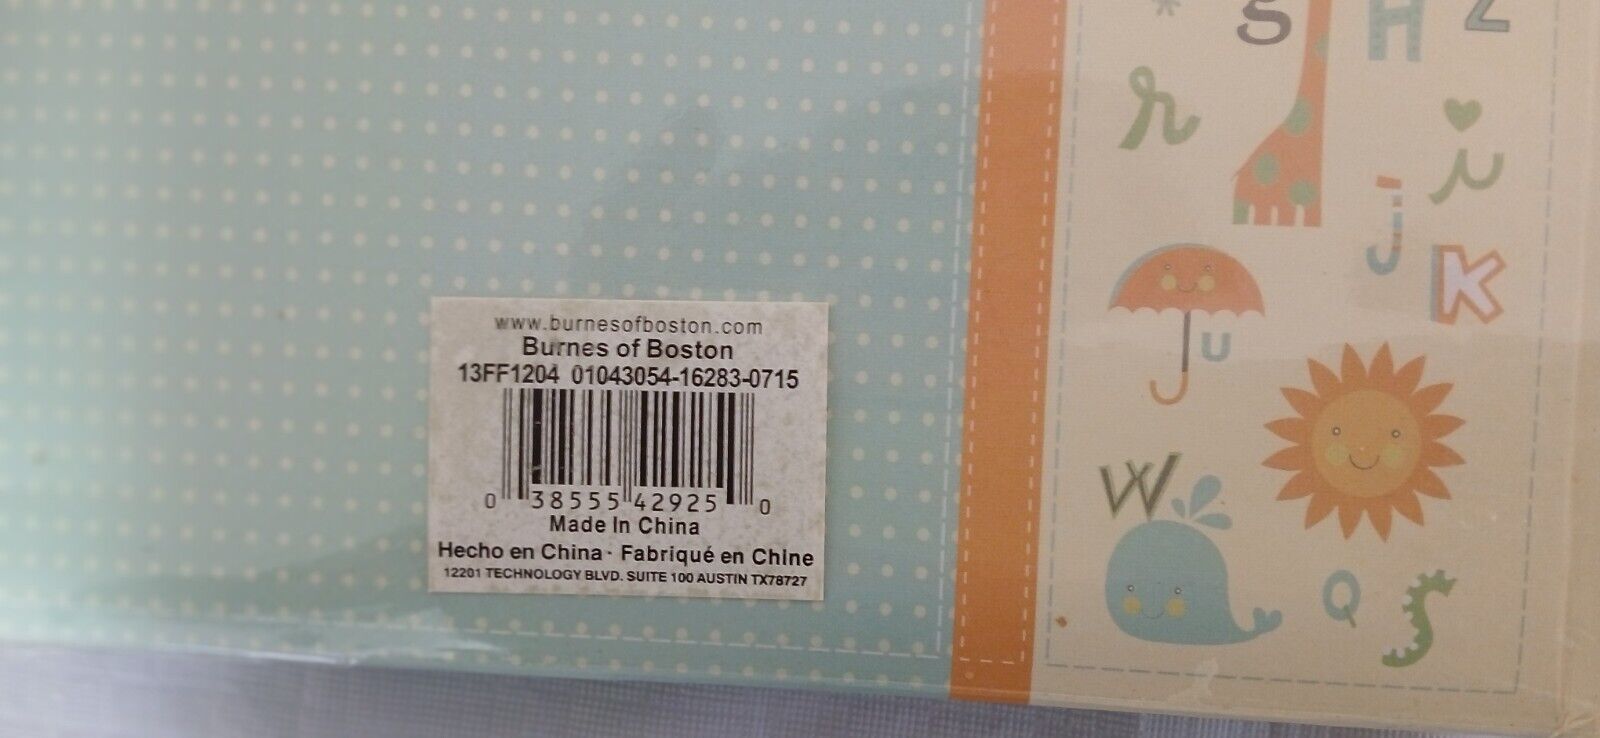 www.burnesofboston.com
Burnes of Boston
13FF1204 01043054-16283-0715
0 38555 42925 0
Made In China
Hecho en China · Fabriqué en Chine
12201 TECHNOLOGY BLVD. SUITE 100 AUSTIN TX78727
g H Z
r
i
j
K
U
W
Q
S